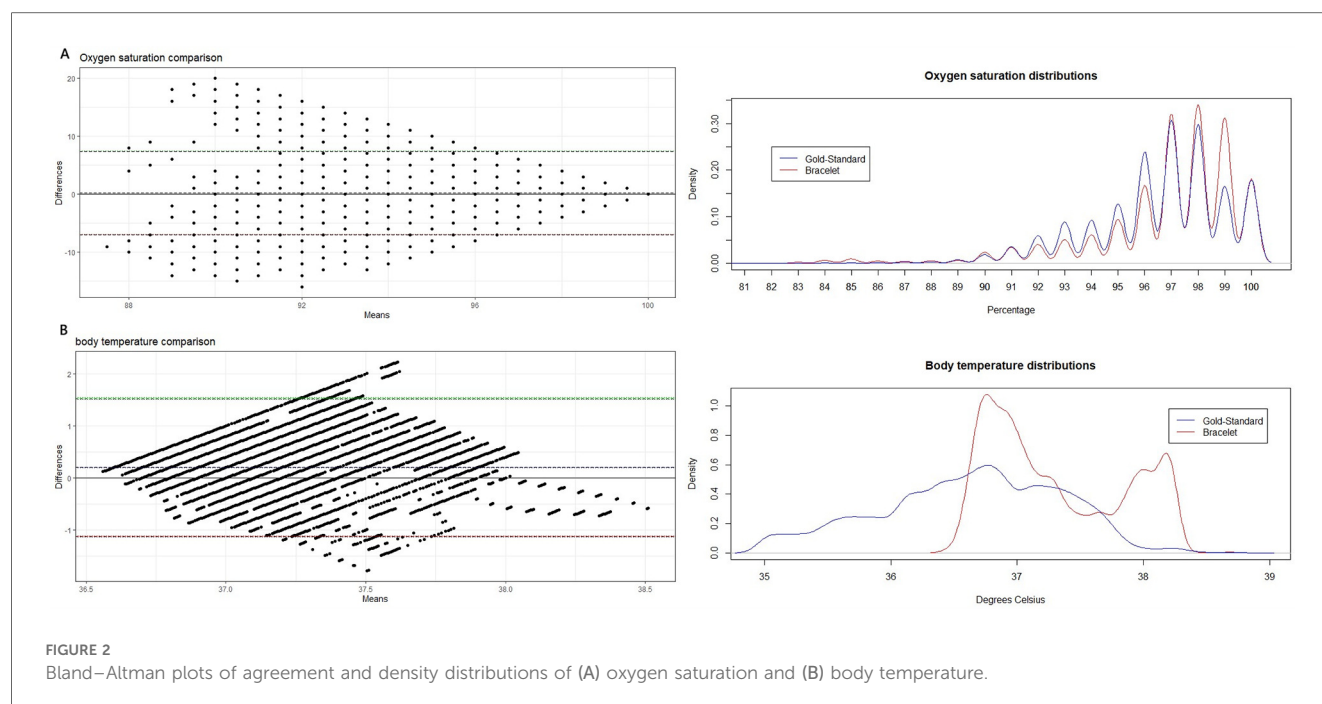 A
Oxygen saturation comparison
20
10
0
-10
Differences
88
92
96
100
Means
Oxygen saturation distributions
0.30
0.20
0.10
0.00
Density
Gold-Standard
Bracelet
81 82 83 84 85 86 87 88 89 90 91 92 93 94 95 96 97 98 99 100
Percentage
B
body temperature comparison
2
1
0
-1
Differences
36.5 37.0 37.5 38.0 38.5
Means
Body temperature distributions
1.0
0.8
0.6
0.4
0.2
0.0
Density
Gold-Standard
Bracelet
35 36 37 38 39
Degrees Celsius
FIGURE 2
Bland–Altman plots of agreement and density distributions of (A) oxygen saturation and (B) body temperature.